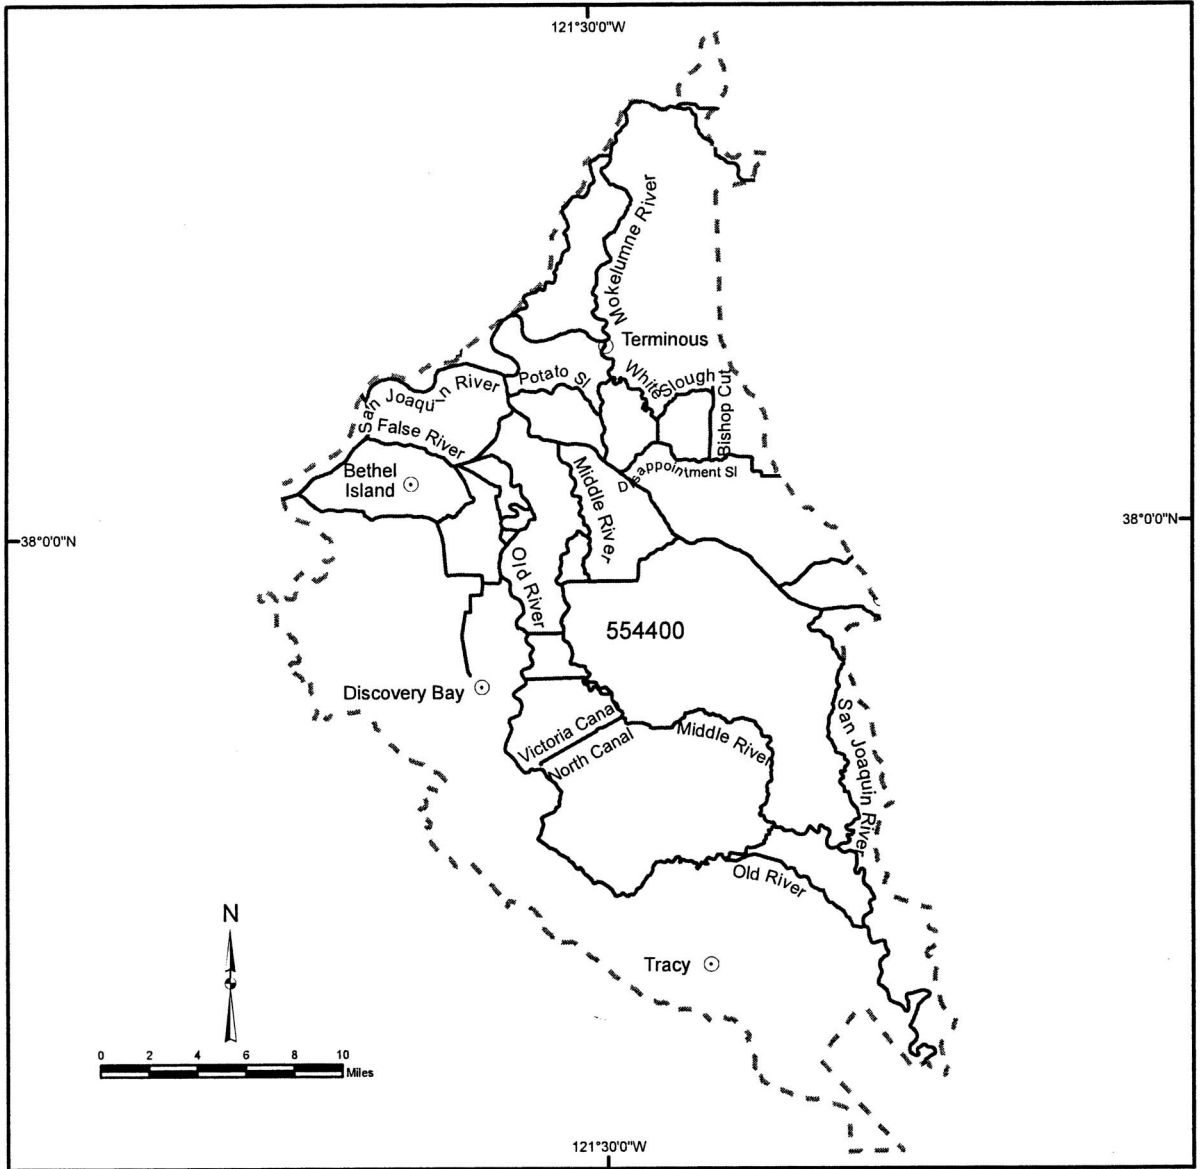 121°30'0"W
Mokelumne River
Terminous
White Slough
Potato Sl
San Joaquin River
Bishop Cut
False River
Disappointment Sl
Bethel
Island
Middle River
38°0'0"N
38°0'0"N
Old River
554400
Discovery Bay
Victoria Canal
North Canal
Middle River
San Joaquin River
Old River
N
Tracy
0 2 4 6 8 10
Miles
121°30'0"W